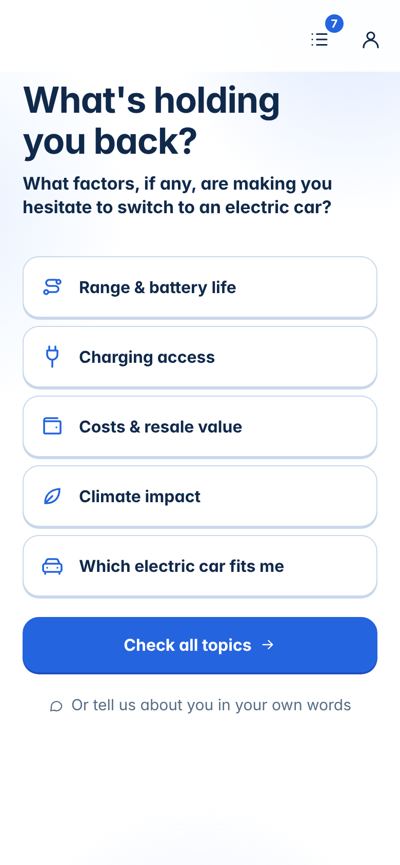 7
What's holding
you back?
What factors, if any, are making you
hesitate to switch to an electric car?
Range & battery life
Charging access
Costs & resale value
Climate impact
Which electric car fits me
Check all topics →
Or tell us about you in your own words